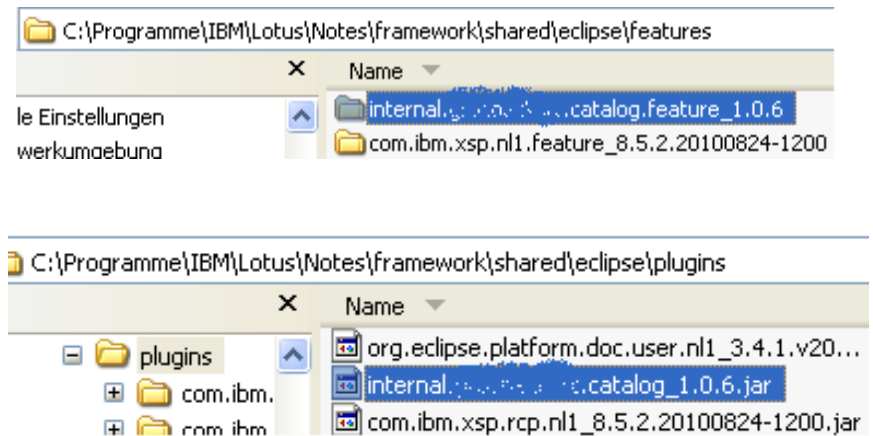 C:\Programme\IBM\Lotus\Notes\framework\shared\eclipse\features
Name
le Einstellungen
internal. .catalog.feature_1.0.6
werkumgebung
com.ibm.xsp.nl1.feature_8.5.2.20100824-1200
C:\Programme\IBM\Lotus\Notes\framework\shared\eclipse\plugins
Name
plugins
org.eclipse.platform.doc.user.nl1_3.4.1.v20...
com.ibm.
internal. .catalog_1.0.6.jar
com.ibm
com.ibm.xsp.rcp.nl1_8.5.2.20100824-1200.jar